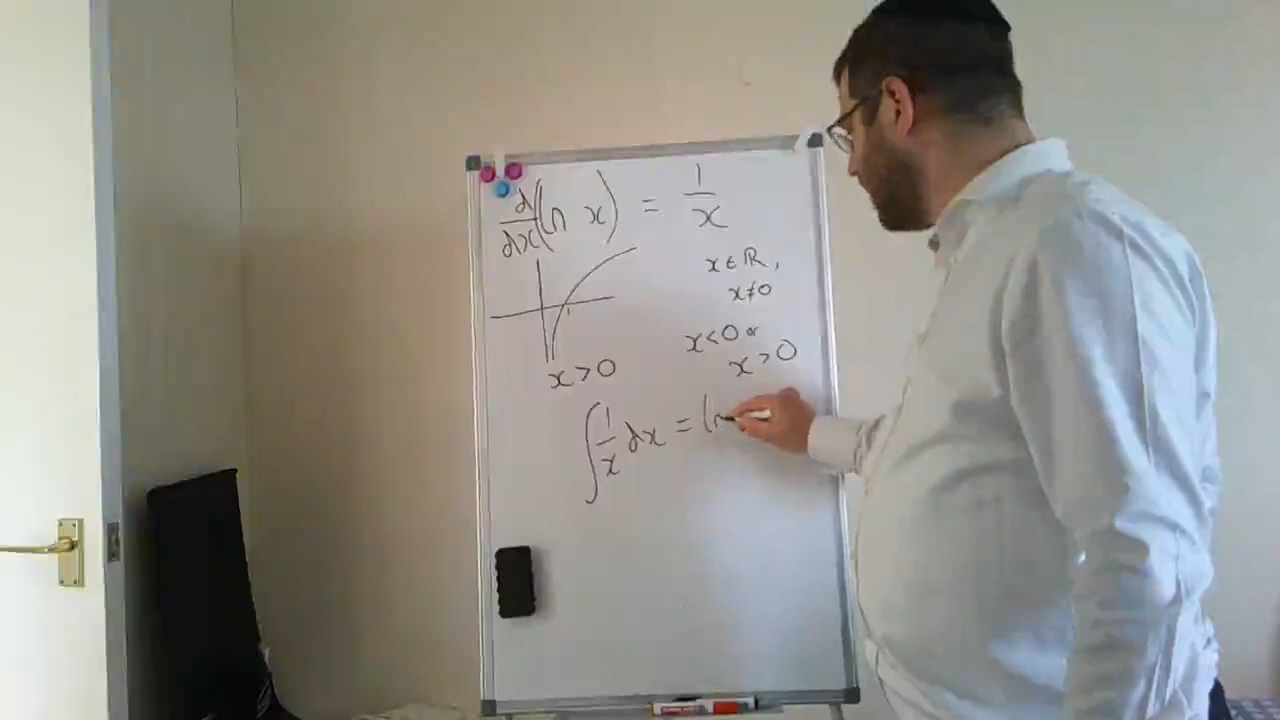 d/dx (ln x) = 1/x
x ∈ ℝ,
x ≠ 0
x < 0 or
x > 0
x > 0
∫ 1/x dx = ln